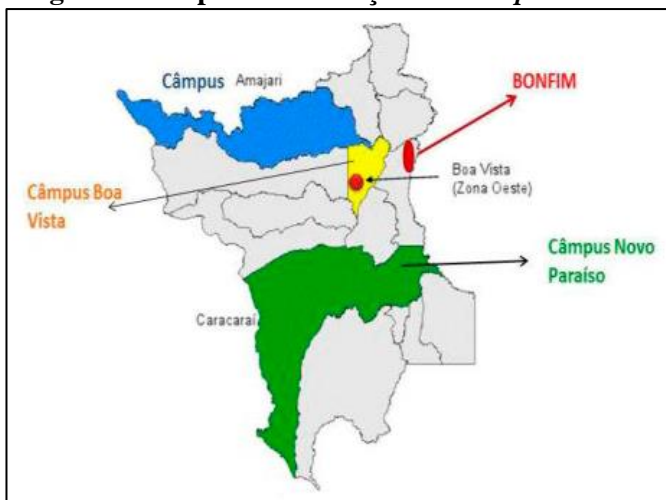 Câmpus Amajari
BONFIM
Boa Vista
(Zona Oeste)
Câmpus Boa
Vista
Câmpus Novo
Paraíso
Caracaraí